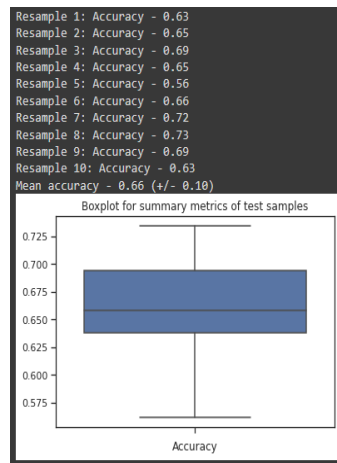 Resample 1: Accuracy - 0.63
Resample 2: Accuracy - 0.65
Resample 3: Accuracy - 0.69
Resample 4: Accuracy - 0.65
Resample 5: Accuracy - 0.56
Resample 6: Accuracy - 0.66
Resample 7: Accuracy - 0.72
Resample 8: Accuracy - 0.73
Resample 9: Accuracy - 0.69
Resample 10: Accuracy - 0.63
Mean accuracy - 0.66 (+/- 0.10)
Boxplot for summary metrics of test samples
0.725
0.700
0.675
0.650
0.625
0.600
0.575
Accuracy